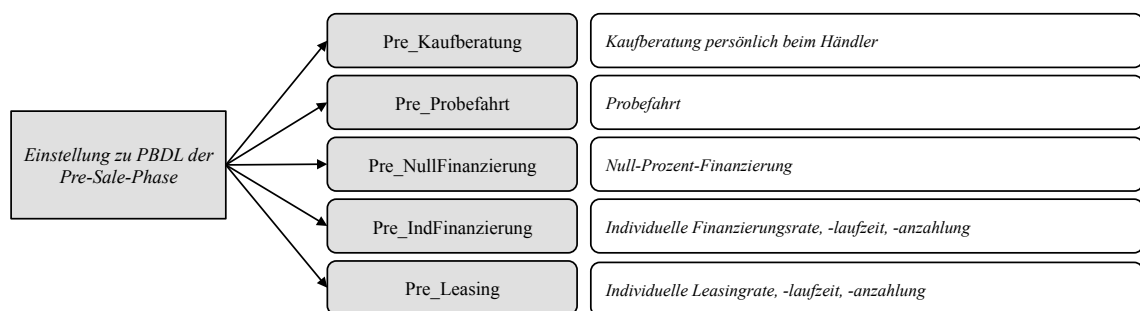 Einstellung zu PBDL der
Pre-Sale-Phase
Pre_Kaufberatung
Kaufberatung persönlich beim Händler
Pre_Probefahrt
Probefahrt
Pre_NullFinanzierung
Null-Prozent-Finanzierung
Pre_IndFinanzierung
Individuelle Finanzierungsrate, -laufzeit, -anzahlung
Pre_Leasing
Individuelle Leasingrate, -laufzeit, -anzahlung